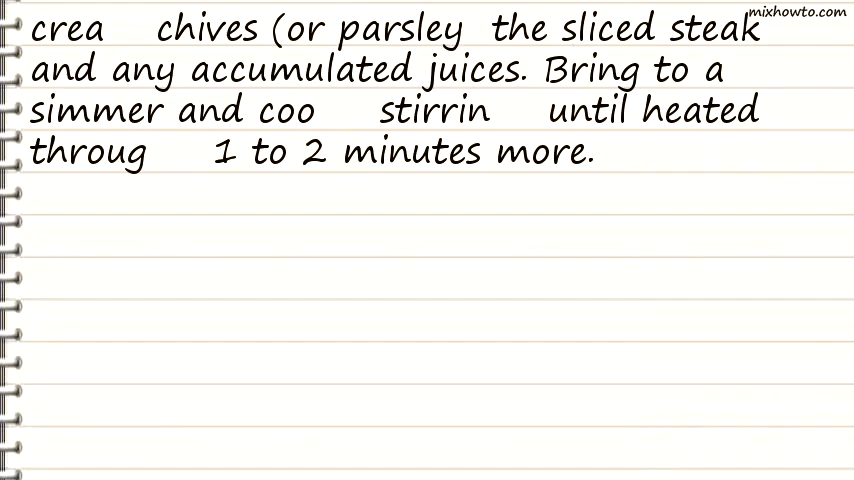 mixhowto.com
crea chives (or parsley the sliced steak
and any accumulated juices. Bring to a
simmer and coo stirrin until heated
throug 1 to 2 minutes more.